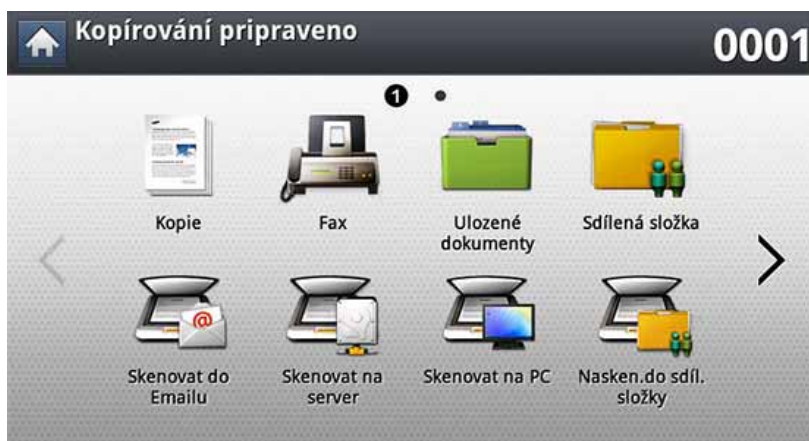 Kopírování pripraveno
0001
1
Kopie
Fax
Ulozené
dokumenty
Sdílená složka
@
Skenovat do
Emailu
Skenovat na
server
Skenovat na PC
Nasken.do sdíl.
složky